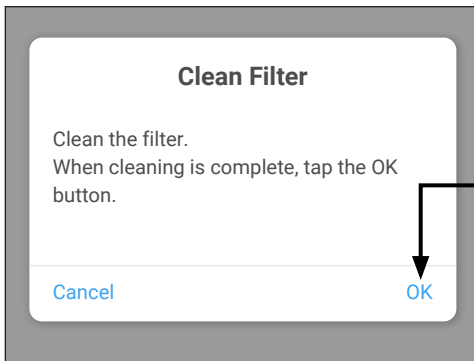 Clean Filter
Clean the filter.
When cleaning is complete, tap the OK
button.
Cancel
OK